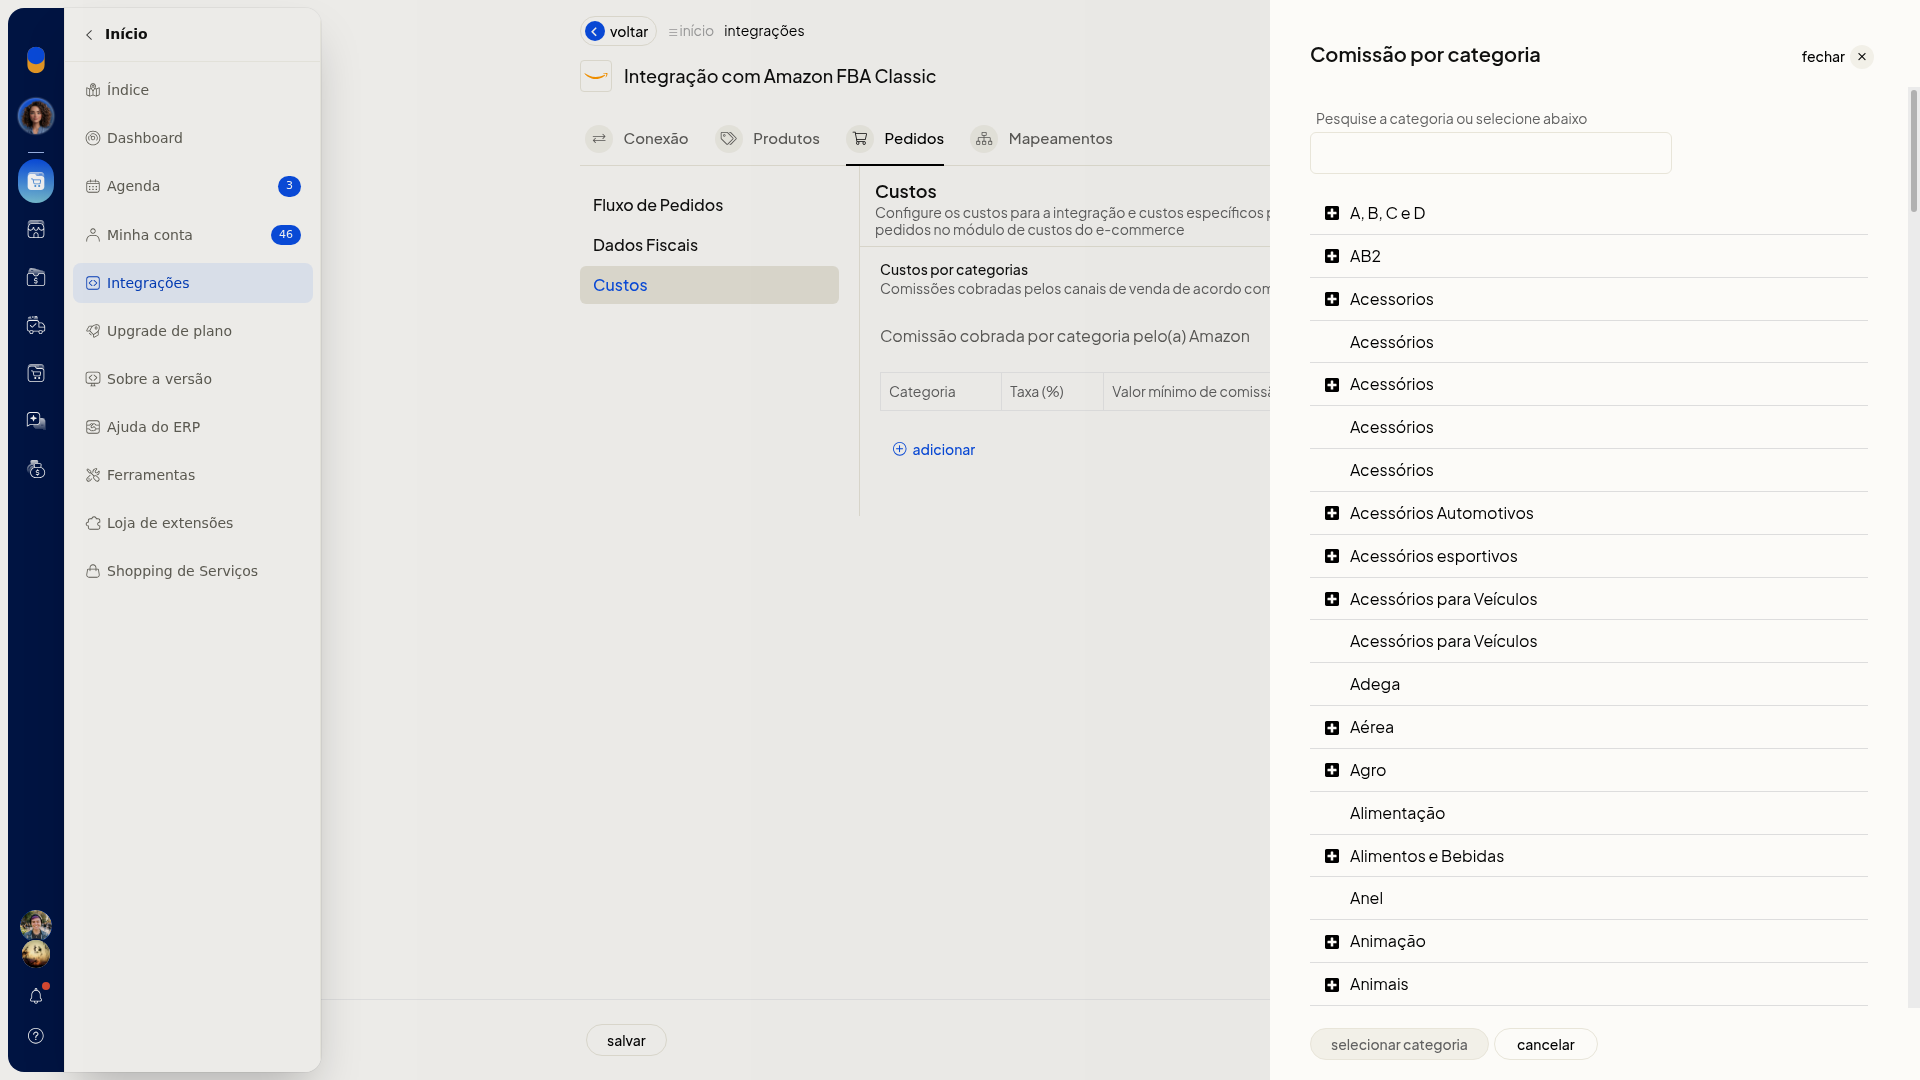 Início
Índice
Dashboard
Agenda
3
Minha conta
46
Integrações
Upgrade de plano
Sobre a versão
Ajuda do ERP
Ferramentas
Loja de extensões
Shopping de Serviços
voltar
início
integrações
Integração com Amazon FBA Classic
Conexão
Produtos
Pedidos
Mapeamentos
Fluxo de Pedidos
Dados Fiscais
Custos
Custos
Configure os custos para a integração e custos específicos
pedidos no módulo de custos do e-commerce
Custos por categorias
Comissões cobradas pelos canais de venda de acordo com
Comissão cobrada por categoria pelo(a) Amazon
Categoria
Taxa (%)
Valor mínimo de
adicionar
salvar
Comissão por categoria
fechar
Pesquise a categoria ou selecione abaixo
A, B, C e D
AB2
Acessorios
Acessórios
Acessórios
Acessórios
Acessórios
Acessórios Automotivos
Acessórios esportivos
Acessórios para Veículos
Acessórios para Veículos
Adega
Aérea
Agro
Alimentação
Alimentos e Bebidas
Anel
Animação
Animais
selecionar categoria
cancelar